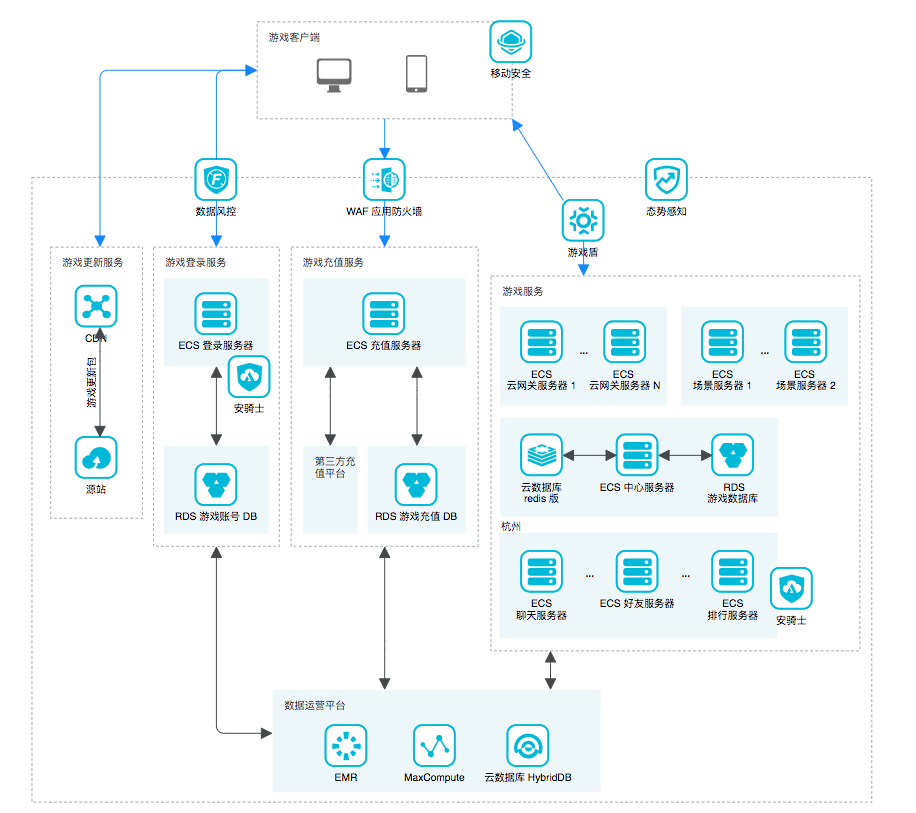 游戏客户端
移动安全
数据风控
WAF 应用防火墙
态势感知
游戏盾
游戏更新服务
CDN
游戏更新包
源站
游戏登录服务
ECS 登录服务器
安骑士
RDS 游戏账号 DB
游戏充值服务
ECS 充值服务器
第三方充
值平台
RDS 游戏充值 DB
游戏服务
ECS
云网关服务器 1
...
ECS
云网关服务器 N
ECS
场景服务器 1
...
ECS
场景服务器 2
云数据库
redis 版
ECS 中心服务器
RDS
游戏数据库
杭州
ECS
聊天服务器
...
ECS 好友服务器
...
ECS
排行服务器
安骑士
数据运营平台
EMR
MaxCompute
云数据库 HybridDB